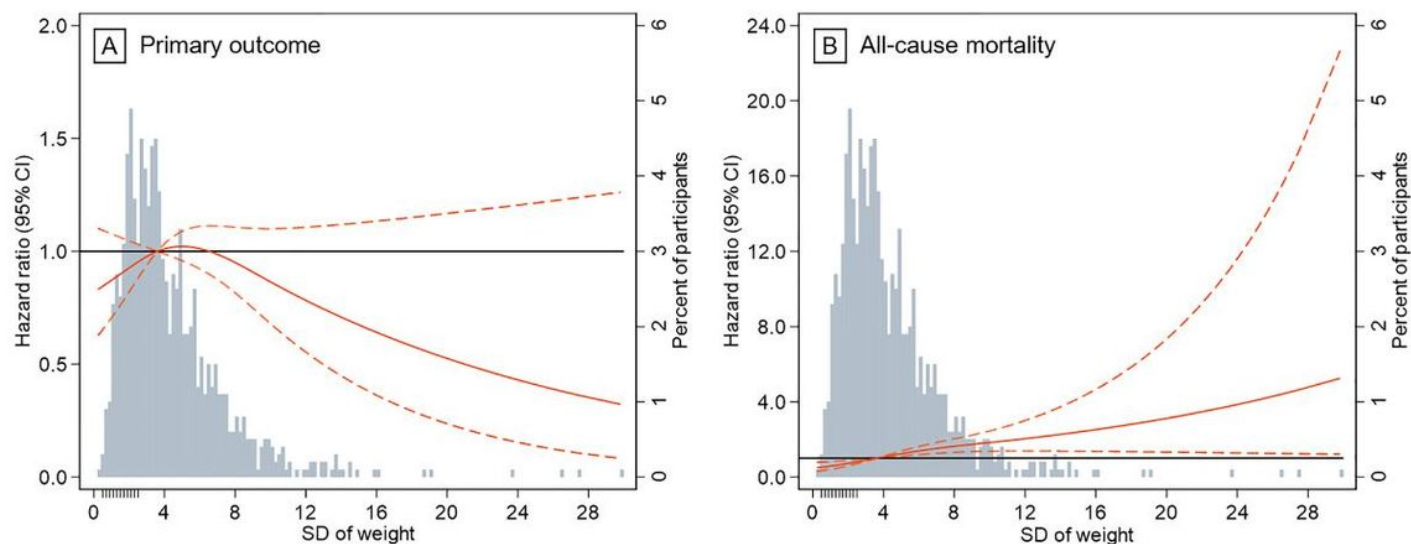 A Primary outcome
2.0
1.5
1.0
0.5
0.0
Hazard ratio (95% CI)
6
5
4
3
2
1
0
Percent of participants
0 4 8 12 16 20 24 28
SD of weight
B All-cause mortality
24.0
20.0
16.0
12.0
8.0
4.0
0.0
Hazard ratio (95% CI)
6
5
4
3
2
1
0
Percent of participants
0 4 8 12 16 20 24 28
SD of weight